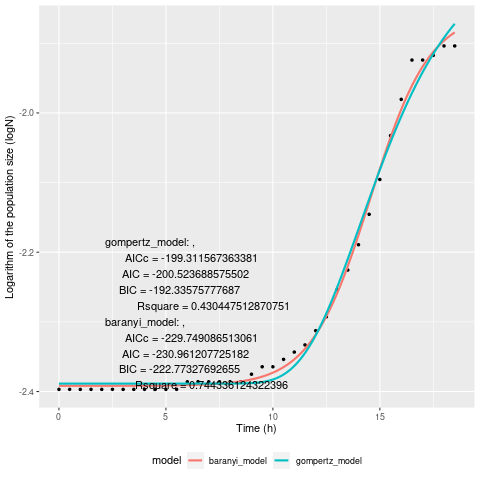 Logarithm of the population size (logN)
-2.0
-2.2
-2.4
gompertz_model: ,
AICc = -199.311567363381
AIC = -200.523688575502
BIC = -192.33575777687
Rsquare = 0.430447512870751
baranyi_model: ,
AICc = -229.749086513061
AIC = -230.961207725182
BIC = -222.77327692655
Rsquare = 0.744336124322396
0 5 10 15
Time (h)
model baranyi_model gompertz_model